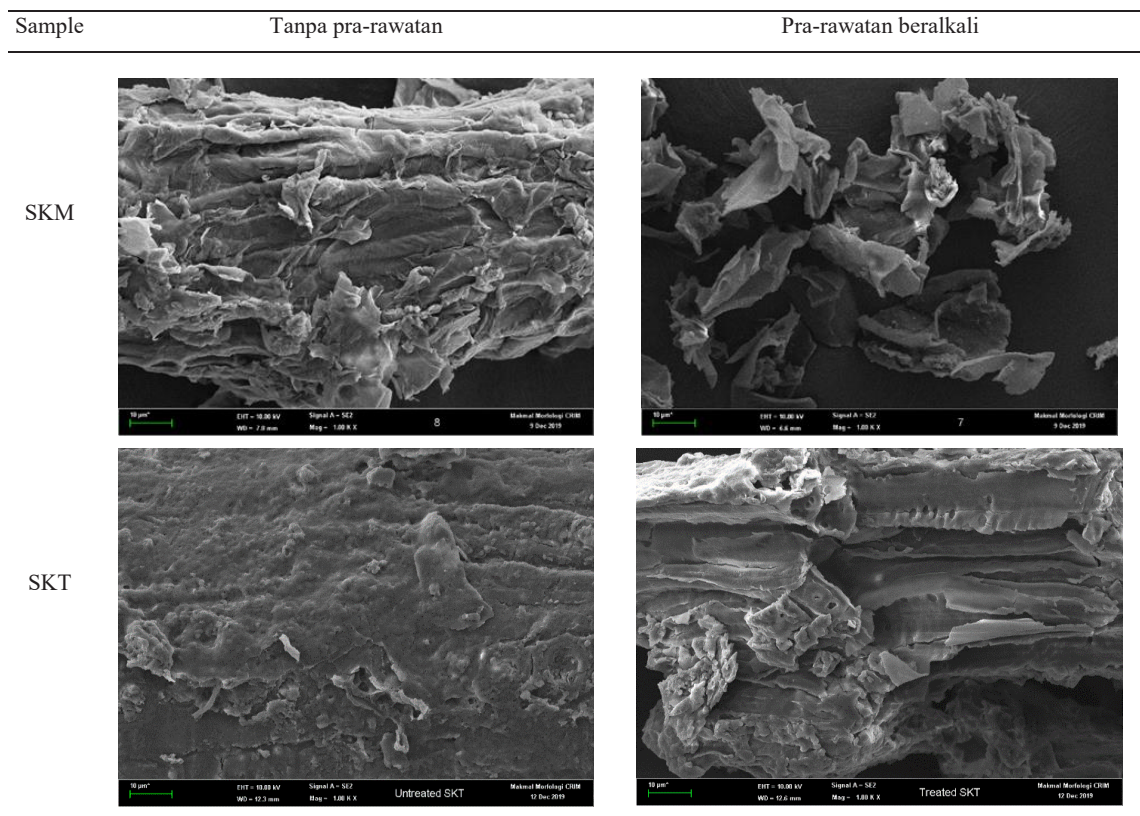 Sample Tanpa pra-rawatan Pra-rawatan beralkali
SKM
10 µm* EHT = 10.00 kV Signal A = SE2 Makmal Morfologi CRIM
WD = 7.8 mm Mag = 1.00 K X 8 9 Dec 2019
10 µm* EHT = 10.00 kV Signal A = SE2 Makmal Morfologi CRIM
WD = 6.6 mm Mag = 1.00 K X 7 9 Dec 2019
SKT
10 µm* EHT = 10.00 kV Signal A = SE2 Makmal Morfologi CRIM
WD = 12.3 mm Mag = 1.00 K X Untreated SKT 12 Dec 2019
10 µm* EHT = 10.00 kV Signal A = SE2 Makmal Morfologi CRIM
WD = 12.6 mm Mag = 1.00 K X Treated SKT 12 Dec 2019